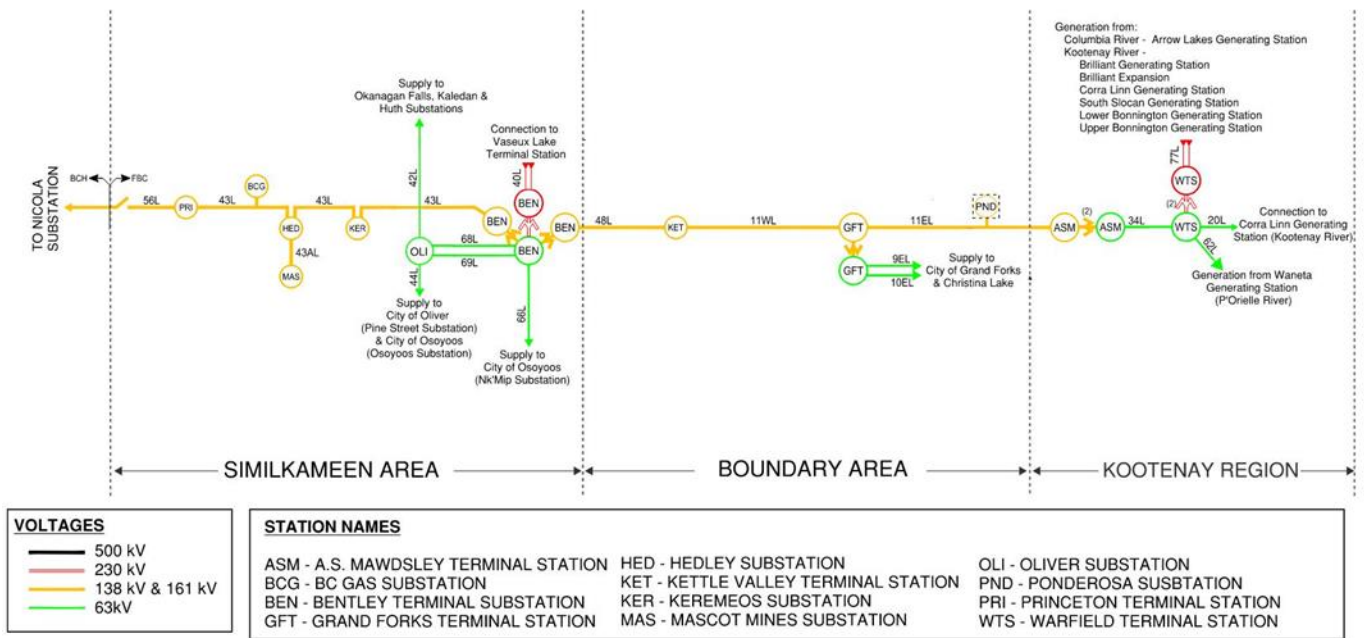 Generation from:
Columbia River - Arrow Lakes Generating Station
Kootenay River -
Brilliant Generating Station
Brilliant Expansion
Corra Linn Generating Station
South Slocan Generating Station
Lower Bonnington Generating Station
Upper Bonnington Generating Station
Supply to
Okanagan Falls, Kaledan &
Huth Substations
Connection to
Vaseux Lake
Terminal Station
TO NICOLA
SUBSTATION
BCH
FBC
56L
PRI
43L
BCG
HED
43AL
MAS
43L
KER
43L
42L
OLI
44L
68L
69L
40L
BEN
BEN
BEN
BEN
66L
48L
KET
11WL
GFT
GFT
9EL
10EL
11EL
PND
ASM
(2)
ASM
34L
77L
WTS
(2)
WTS
20L
62L
Supply to
City of Oliver
(Pine Street Substation)
& City of Osoyoos
(Osoyoos Substation)
Supply to
City of Osoyoos
(Nk'Mip Substation)
Supply to
City of Grand Forks
& Christina Lake
Connection to
Corra Linn Generating
Station (Kootenay River)
Generation from Waneta
Generating Station
(P'Orielle River)
SIMILKAMEEN AREA
BOUNDARY AREA
KOOTENAY REGION
VOLTAGES
500 kV
230 kV
138 kV & 161 kV
63kV
STATION NAMES
ASM - A.S. MAWDSLEY TERMINAL STATION
BCG - BC GAS SUBSTATION
BEN - BENTLEY TERMINAL SUBSTATION
GFT - GRAND FORKS TERMINAL STATION
HED - HEDLEY SUBSTATION
KET - KETTLE VALLEY TERMINAL STATION
KER - KEREMEOS SUBSTATION
MAS - MASCOT MINES SUBSTATION
OLI - OLIVER SUBSTATION
PND - PONDEROSA SUSBTATION
PRI - PRINCETON TERMINAL STATION
WTS - WARFIELD TERMINAL STATION